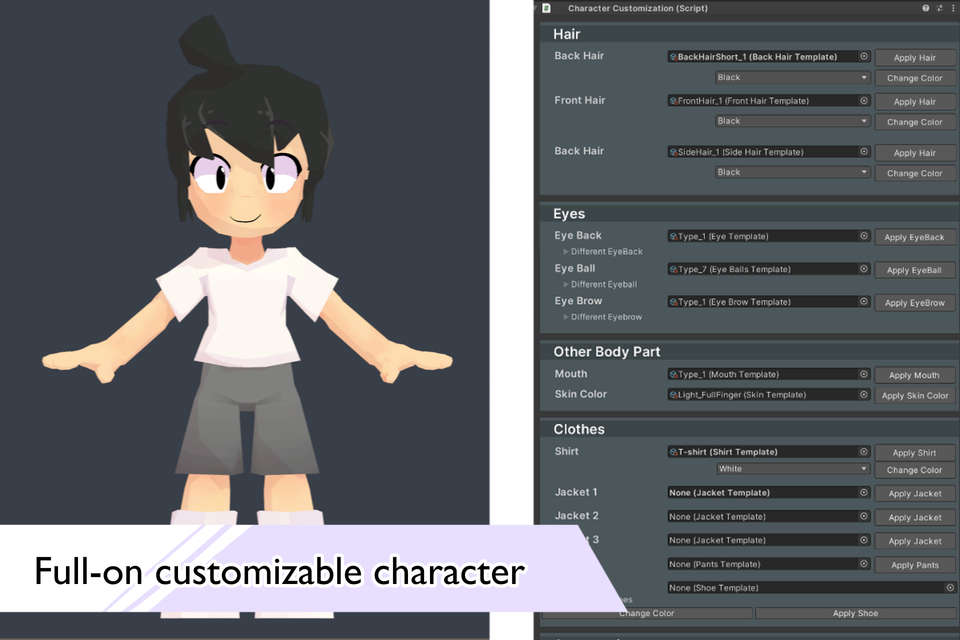 Character Customization (Script)
Hair
Back Hair
BackHairShort_1 (Back Hair Template)
Apply Hair
Black
Change Color
Front Hair
FrontHair_1 (Front Hair Template)
Apply Hair
Black
Change Color
Back Hair
SideHair_1 (Side Hair Template)
Apply Hair
Black
Change Color
Eyes
Eye Back
Type_1 (Eye Template)
Apply EyeBack
Different EyeBack
Eye Ball
Type_7 (Eye Balls Template)
Apply EyeBall
Different Eyeball
Eye Brow
Type_1 (Eye Brow Template)
Apply EyeBrow
Different Eyebrow
Other Body Part
Mouth
Type_1 (Mouth Template)
Apply Mouth
Skin Color
Light_FullFinger (Skin Template)
Apply Skin Color
Clothes
Shirt
T-shirt (Shirt Template)
Apply Shirt
White
Change Color
Jacket 1
None (Jacket Template)
Apply Jacket
Jacket 2
None (Jacket Template)
Apply Jacket
3
None (Jacket Template)
Apply Jacket
None (Pants Template)
Apply Pants
None (Shoe Template)
Change Color
Apply Shoe
Full-on customizable character